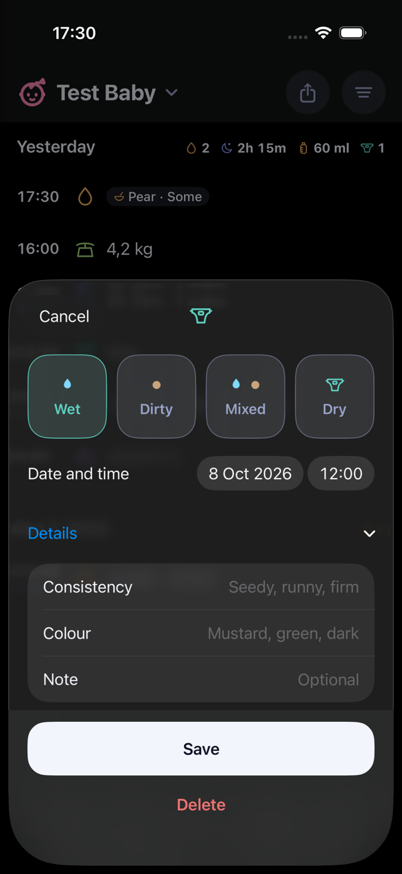 17:30
Test Baby
Yesterday 2 2h 15m 60 ml 1
17:30 Pear · Some
16:00 4,2 kg
Cancel
Wet Dirty Mixed Dry
Date and time 8 Oct 2026 12:00
Details
Consistency Seedy, runny, firm
Colour Mustard, green, dark
Note Optional
Save
Delete